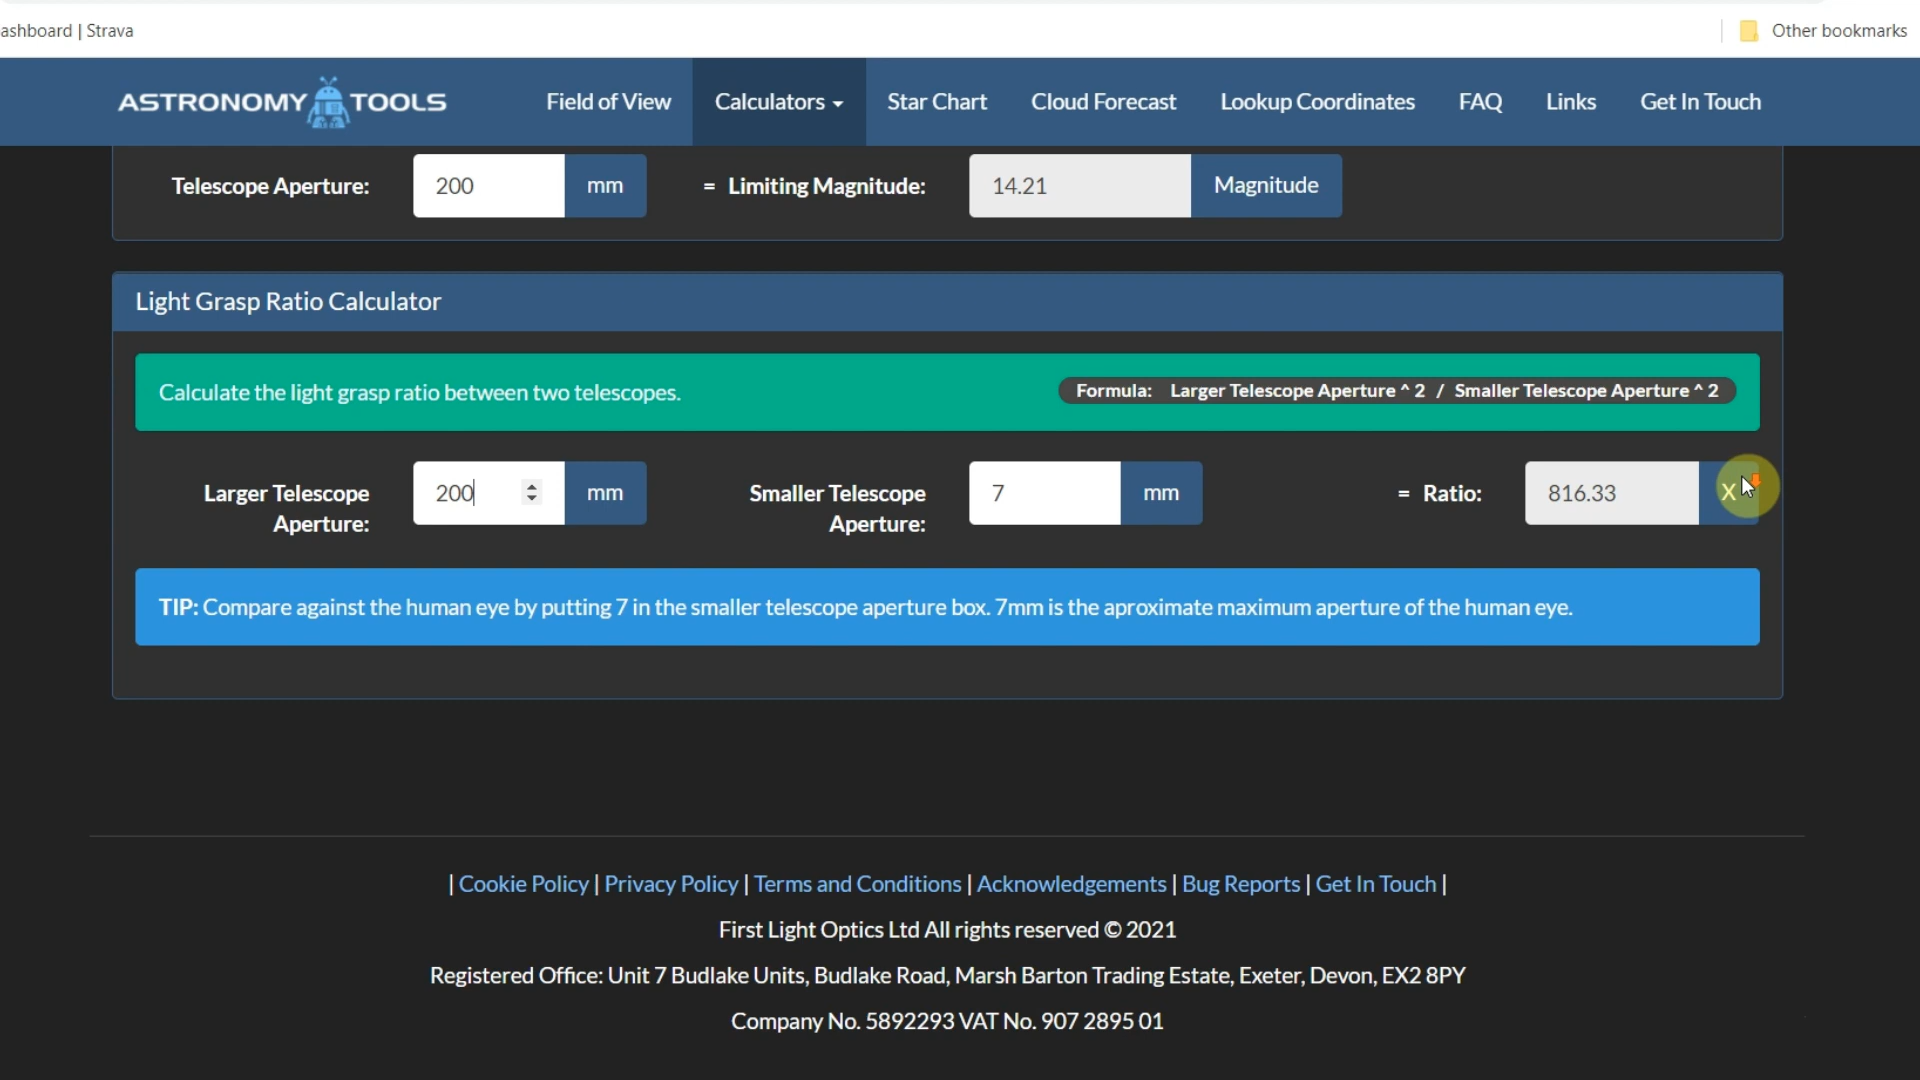 ashboard | Strava
Other bookmarks
ASTRONOMY TOOLS
Field of View
Calculators
Star Chart
Cloud Forecast
Lookup Coordinates
FAQ
Links
Get In Touch
Telescope Aperture:
200
mm
= Limiting Magnitude:
14.21
Magnitude
Light Grasp Ratio Calculator
Calculate the light grasp ratio between two telescopes.
Formula: Larger Telescope Aperture ^ 2 / Smaller Telescope Aperture ^ 2
Larger Telescope
Aperture:
200
mm
Smaller Telescope
Aperture:
7
mm
= Ratio:
816.33
X
TIP: Compare against the human eye by putting 7 in the smaller telescope aperture box. 7mm is the aproximate maximum aperture of the human eye.
| Cookie Policy | Privacy Policy | Terms and Conditions | Acknowledgements | Bug Reports | Get In Touch |
First Light Optics Ltd All rights reserved © 2021
Registered Office: Unit 7 Budlake Units, Budlake Road, Marsh Barton Trading Estate, Exeter, Devon, EX2 8PY
Company No. 5892293 VAT No. 907 2895 01